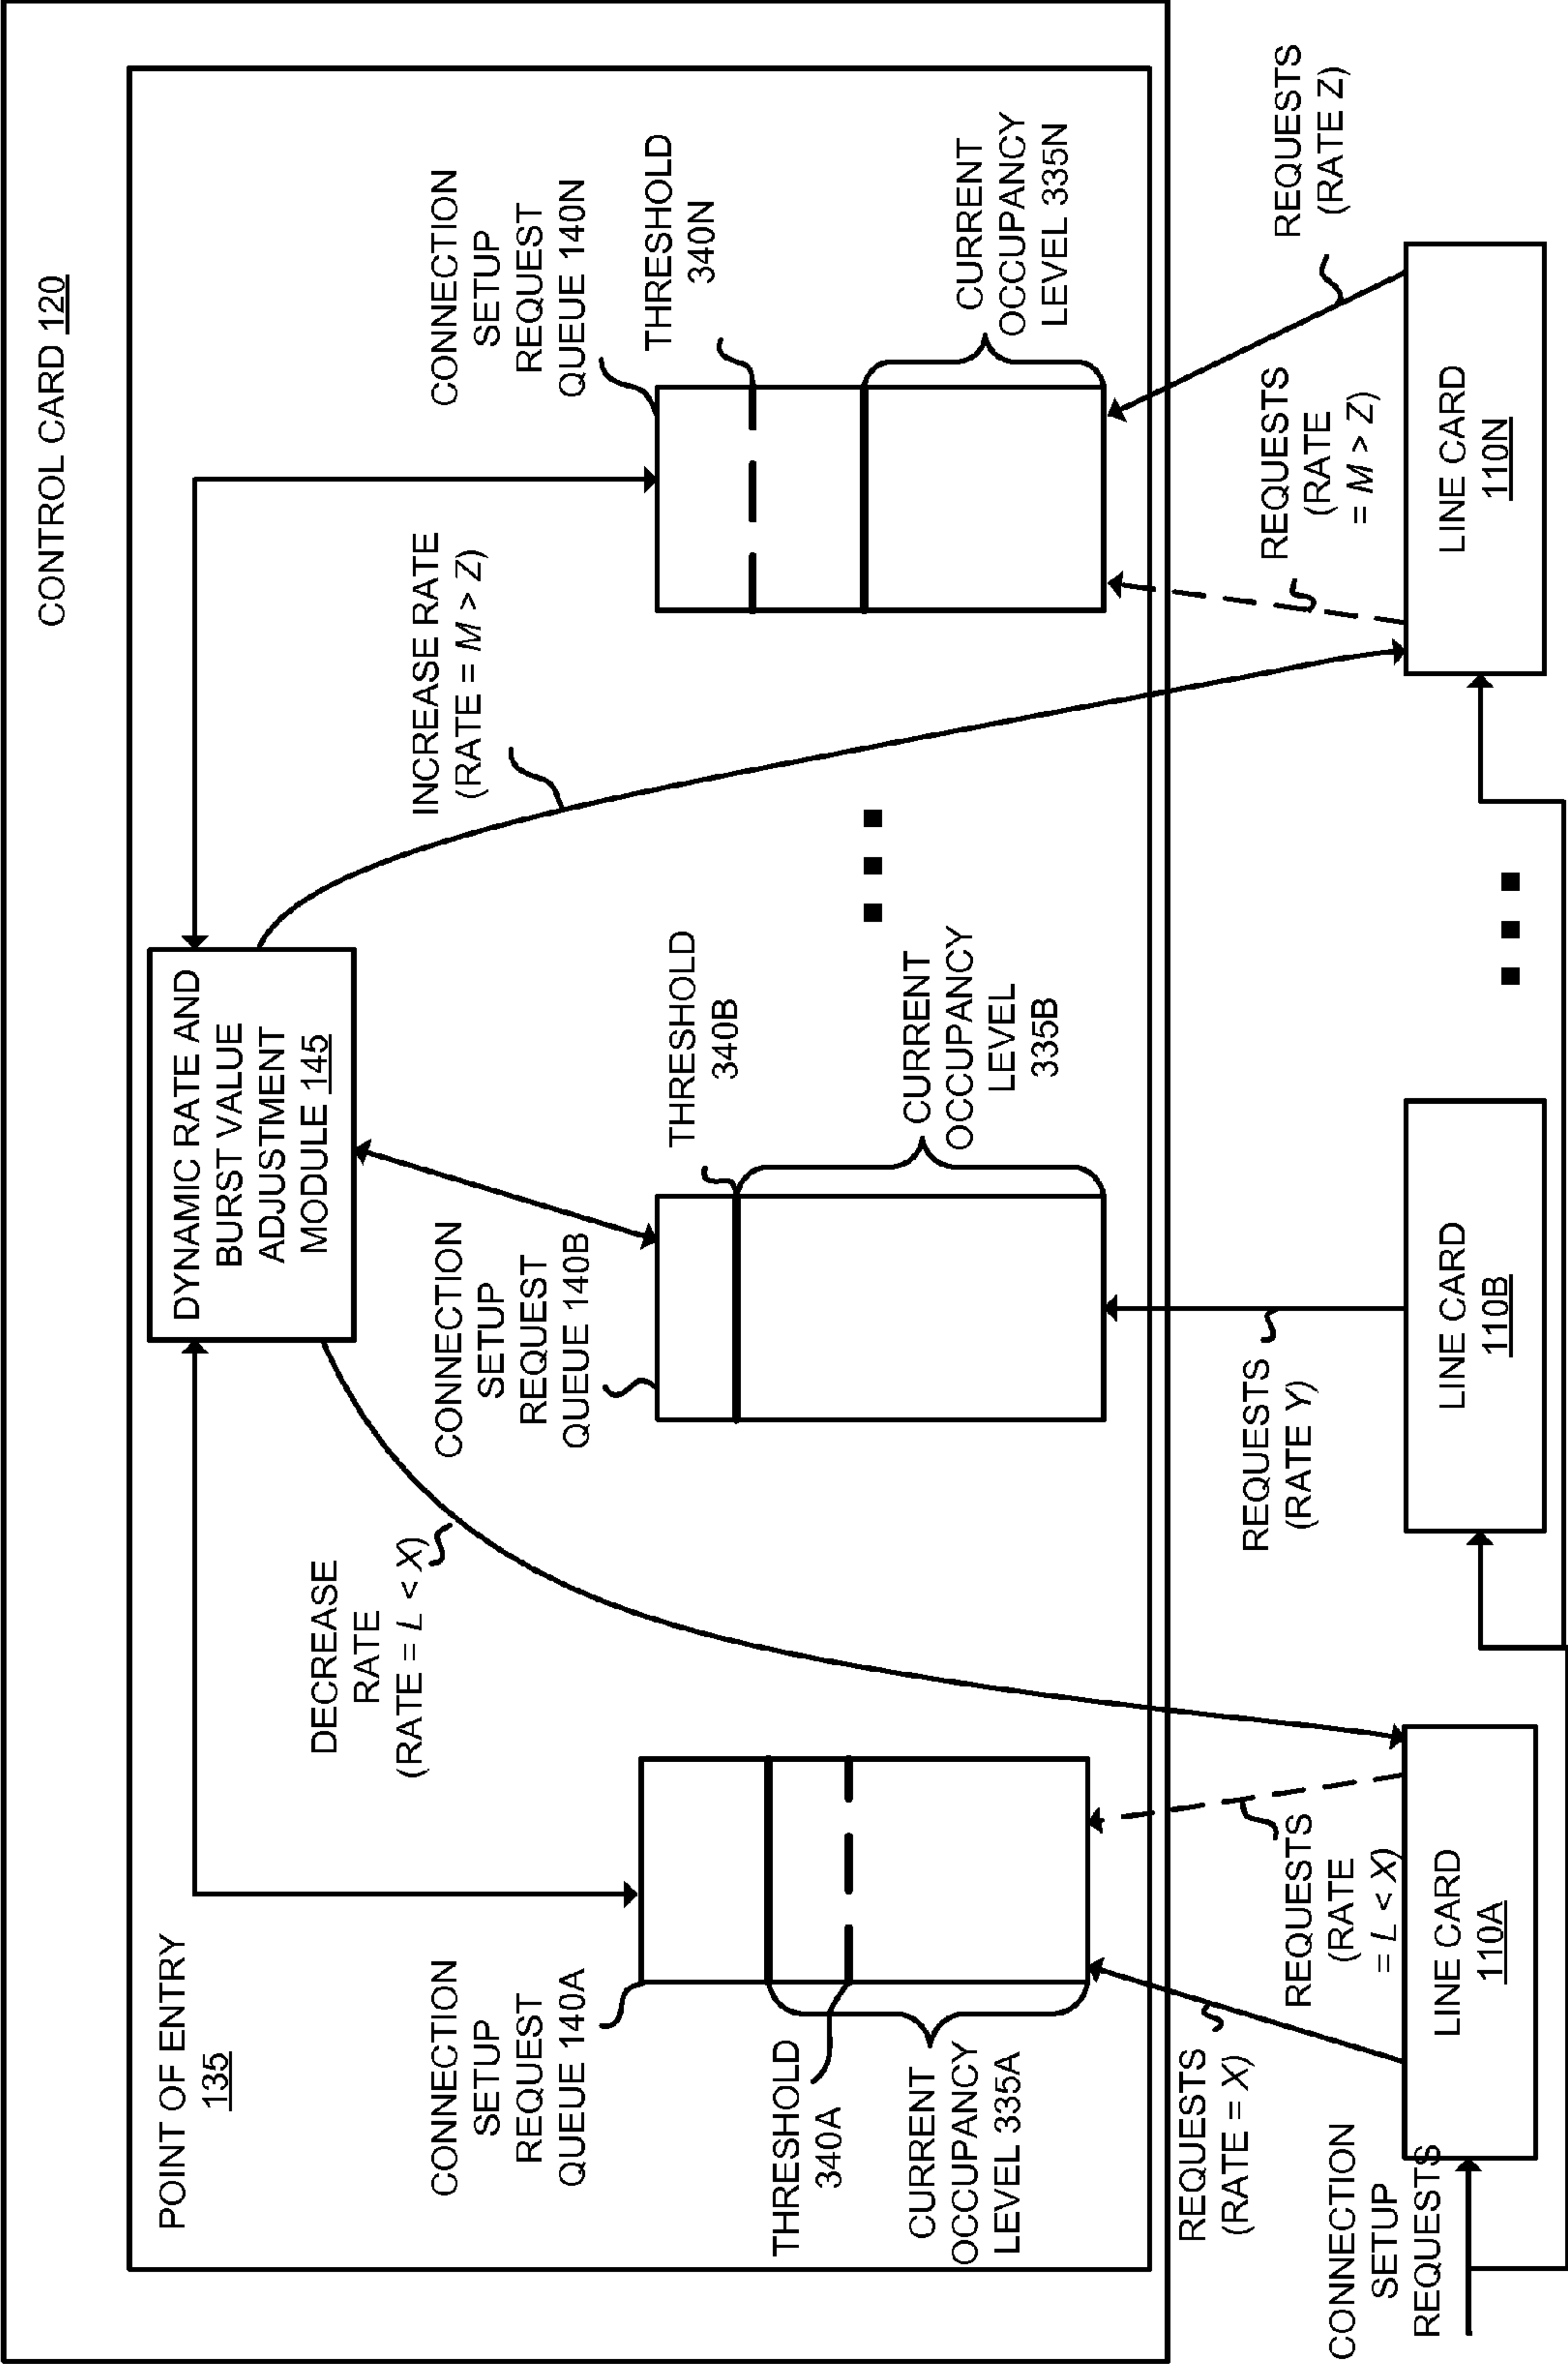 CONTROL CARD 120
POINT OF ENTRY
135
DYNAMIC RATE AND
BURST VALUE
ADJUSTMENT
MODULE 145
DECREASE
RATE
(RATE = L < X)
INCREASE RATE
(RATE = M > Z)
CONNECTION
SETUP
REQUEST
QUEUE 140A
THRESHOLD
340A
CURRENT
OCCUPANCY
LEVEL 335A
CONNECTION
SETUP
REQUEST
QUEUE 140B
THRESHOLD
340B
CURRENT
OCCUPANCY
LEVEL
335B
CONNECTION
SETUP
REQUEST
QUEUE 140N
THRESHOLD
340N
CURRENT
OCCUPANCY
LEVEL 335N
REQUESTS
(RATE = X)
REQUESTS
(RATE
= L < X)
REQUESTS
(RATE Y)
REQUESTS
(RATE
= M > Z)
REQUESTS
(RATE Z)
CONNECTION
SETUP
REQUESTS
LINE CARD
110A
LINE CARD
110B
LINE CARD
110N